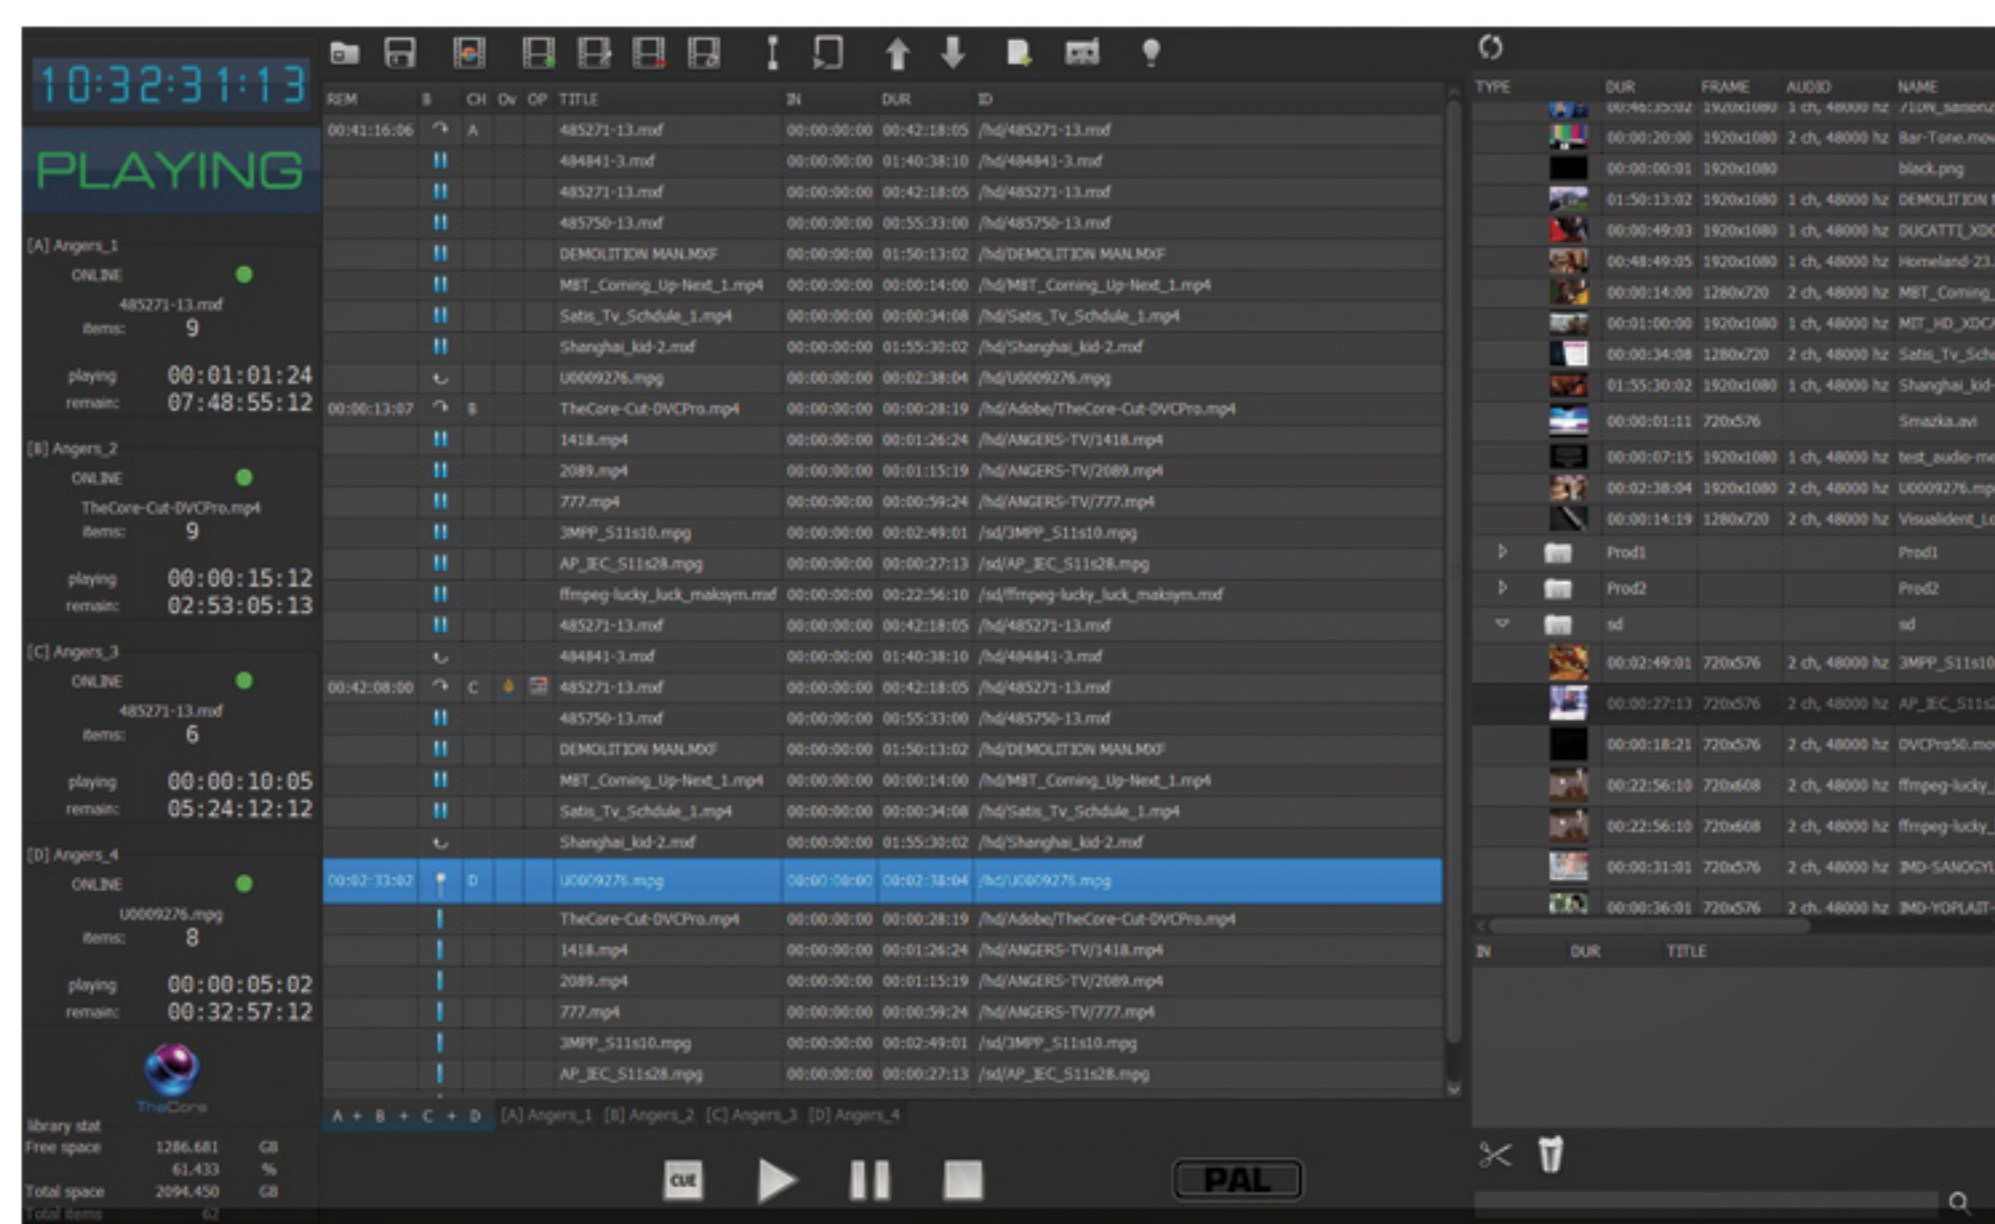 10:32:31:13
PLAYING
[A] Angers_1
ONLINE
485271-13.mxf
items: 9
playing 00:01:01:24
remain: 07:48:55:12
[B] Angers_2
ONLINE
TheCore-Cut-DVCPro.mp4
items: 9
playing 00:00:15:12
remain: 02:53:05:13
[C] Angers_3
ONLINE
485271-13.mxf
items: 6
playing 00:00:10:05
remain: 05:24:12:12
[D] Angers_4
ONLINE
U0009276.mpg
items: 8
playing 00:00:05:02
remain: 00:32:57:12
TheCore
library stat
Free space 1286.681 GB
61.433 %
Total space 2094.450 GB
Total items 62
REM B CH Ov OP TITLE IN DUR ID
00:41:16:06 A 485271-13.mxf 00:00:00:00 00:42:18:05 /hd/485271-13.mxf
484841-3.mxf 00:00:00:00 01:40:38:10 /hd/484841-3.mxf
485271-13.mxf 00:00:00:00 00:42:18:05 /hd/485271-13.mxf
485750-13.mxf 00:00:00:00 00:55:33:00 /hd/485750-13.mxf
DEMOLITION MAN.MXF 00:00:00:00 01:50:13:02 /hd/DEMOLITION MAN.MXF
MBT_Coming_Up-Next_1.mp4 00:00:00:00 00:00:14:00 /hd/MBT_Coming_Up-Next_1.mp4
Satis_Tv_Schdule_1.mp4 00:00:00:00 00:00:34:08 /hd/Satis_Tv_Schdule_1.mp4
Shanghai_kid-2.mxf 00:00:00:00 01:55:30:02 /hd/Shanghai_kid-2.mxf
U0009276.mpg 00:00:00:00 00:02:38:04 /hd/U0009276.mpg
00:00:13:07 B TheCore-Cut-DVCPro.mp4 00:00:00:00 00:00:28:19 /hd/Adobe/TheCore-Cut-DVCPro.mp4
1418.mp4 00:00:00:00 00:01:26:24 /hd/ANGERS-TV/1418.mp4
2089.mp4 00:00:00:00 00:01:15:19 /hd/ANGERS-TV/2089.mp4
777.mp4 00:00:00:00 00:00:59:24 /hd/ANGERS-TV/777.mp4
3MPP_S11s10.mpg 00:00:00:00 00:02:49:01 /sd/3MPP_S11s10.mpg
AP_IEC_S11s28.mpg 00:00:00:00 00:00:27:13 /sd/AP_IEC_S11s28.mpg
ffmpeg-lucky_luck_maksym.mxf 00:00:00:00 00:22:56:10 /sd/ffmpeg-lucky_luck_maksym.mxf
485271-13.mxf 00:00:00:00 00:42:18:05 /hd/485271-13.mxf
484841-3.mxf 00:00:00:00 01:40:38:10 /hd/484841-3.mxf
00:42:08:00 C 485271-13.mxf 00:00:00:00 00:42:18:05 /hd/485271-13.mxf
485750-13.mxf 00:00:00:00 00:55:33:00 /hd/485750-13.mxf
DEMOLITION MAN.MXF 00:00:00:00 01:50:13:02 /hd/DEMOLITION MAN.MXF
MBT_Coming_Up-Next_1.mp4 00:00:00:00 00:00:14:00 /hd/MBT_Coming_Up-Next_1.mp4
Satis_Tv_Schdule_1.mp4 00:00:00:00 00:00:34:08 /hd/Satis_Tv_Schdule_1.mp4
Shanghai_kid-2.mxf 00:00:00:00 01:55:30:02 /hd/Shanghai_kid-2.mxf
00:02:33:02 D U0009276.mpg 00:00:00:00 00:02:38:04 /hd/U0009276.mpg
TheCore-Cut-DVCPro.mp4 00:00:00:00 00:00:28:19 /hd/Adobe/TheCore-Cut-DVCPro.mp4
1418.mp4 00:00:00:00 00:01:26:24 /hd/ANGERS-TV/1418.mp4
2089.mp4 00:00:00:00 00:01:15:19 /hd/ANGERS-TV/2089.mp4
777.mp4 00:00:00:00 00:00:59:24 /hd/ANGERS-TV/777.mp4
3MPP_S11s10.mpg 00:00:00:00 00:02:49:01 /sd/3MPP_S11s10.mpg
AP_IEC_S11s28.mpg 00:00:00:00 00:00:27:13 /sd/AP_IEC_S11s28.mpg
A + B + C + D [A] Angers_1 [B] Angers_2 [C] Angers_3 [D] Angers_4
CUE PAL
TYPE DUR FRAME AUDIO NAME
00:46:35:02 1920x1080 1 ch, 48000 hz
00:00:20:00 1920x1080 2 ch, 48000 hz Bar-Tone.mov
00:00:00:01 1920x1080 black.png
01:50:13:02 1920x1080 1 ch, 48000 hz DEMOLITION
00:00:49:03 1920x1080 1 ch, 48000 hz DUCATTI_XDC
00:48:49:05 1920x1080 1 ch, 48000 hz Homeland-23.
00:00:14:00 1280x720 2 ch, 48000 hz MBT_Coming_
00:01:00:00 1920x1080 1 ch, 48000 hz MIT_HD_XDCA
00:00:34:08 1280x720 2 ch, 48000 hz Satis_Tv_Sch
01:55:30:02 1920x1080 1 ch, 48000 hz Shanghai_kid-
00:00:01:11 720x576 Smazka.avi
00:00:07:15 1920x1080 1 ch, 48000 hz test_audio-me
00:02:38:04 1920x1080 2 ch, 48000 hz U0009276.mp
00:00:14:19 1280x720 2 ch, 48000 hz Visualident_Lo
Prod1 Prod1
Prod2 Prod2
sd sd
00:02:49:01 720x576 2 ch, 48000 hz 3MPP_S11s10
00:00:27:13 720x576 2 ch, 48000 hz AP_IEC_S11s2
00:00:18:21 720x576 2 ch, 48000 hz DVCPro50.mov
00:22:56:10 720x608 2 ch, 48000 hz ffmpeg-lucky_
00:22:56:10 720x608 2 ch, 48000 hz ffmpeg-lucky_
00:00:31:01 720x576 2 ch, 48000 hz IMD-SANOGYL
00:00:36:01 720x576 2 ch, 48000 hz IMD-YOPLAIT-
IN DUR TITLE